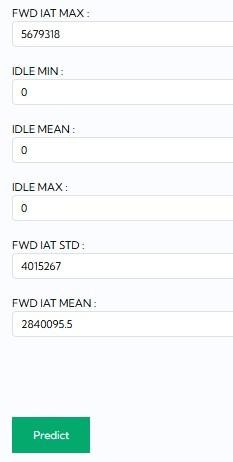 FWD IAT MAX :
5679318
IDLE MIN :
0
IDLE MEAN :
0
IDLE MAX :
0
FWD IAT STD :
4015267
FWD IAT MEAN :
2840095.5
Predict